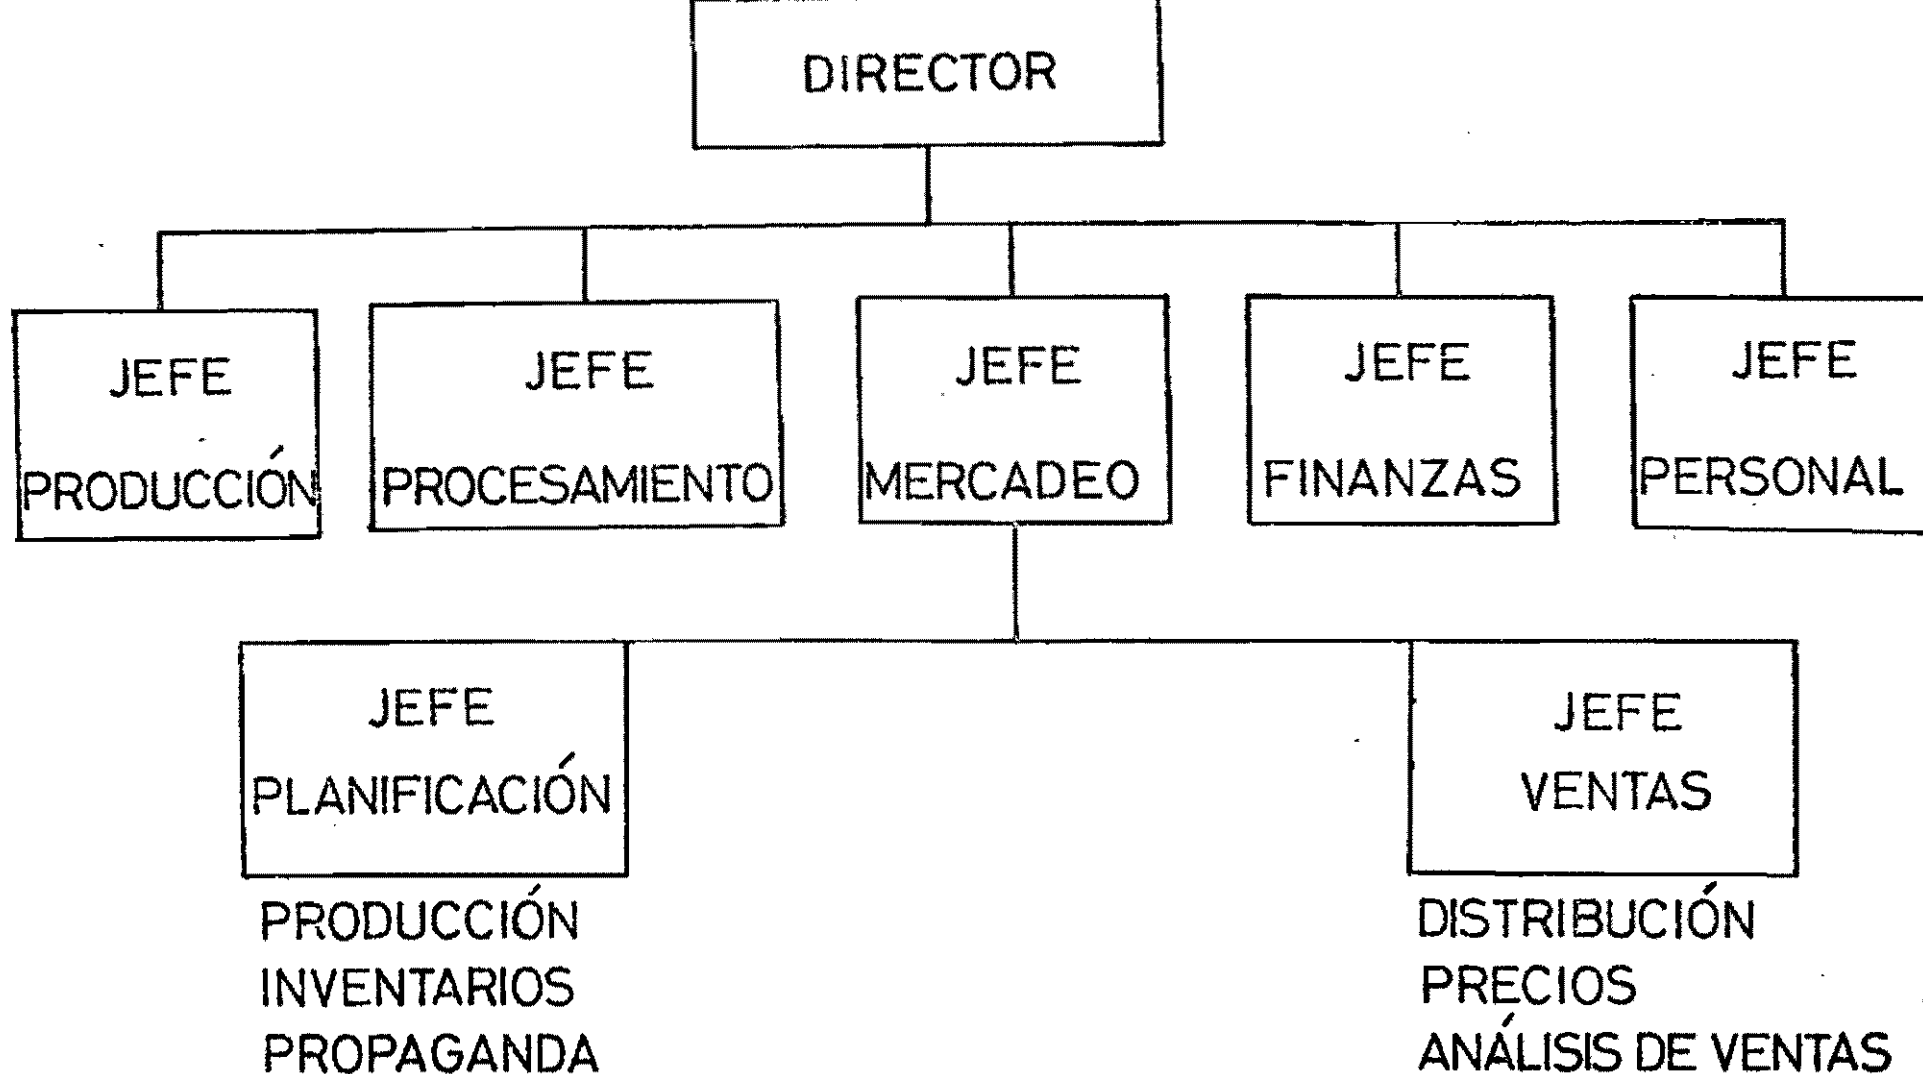 DIRECTOR
JEFE
PRODUCCIÓN
JEFE
PROCESAMIENTO
JEFE
MERCADEO
JEFE
FINANZAS
JEFE
PERSONAL
JEFE
PLANIFICACIÓN
PRODUCCIÓN
INVENTARIOS
PROPAGANDA
JEFE
VENTAS
DISTRIBUCIÓN
PRECIOS
ANÁLISIS DE VENTAS